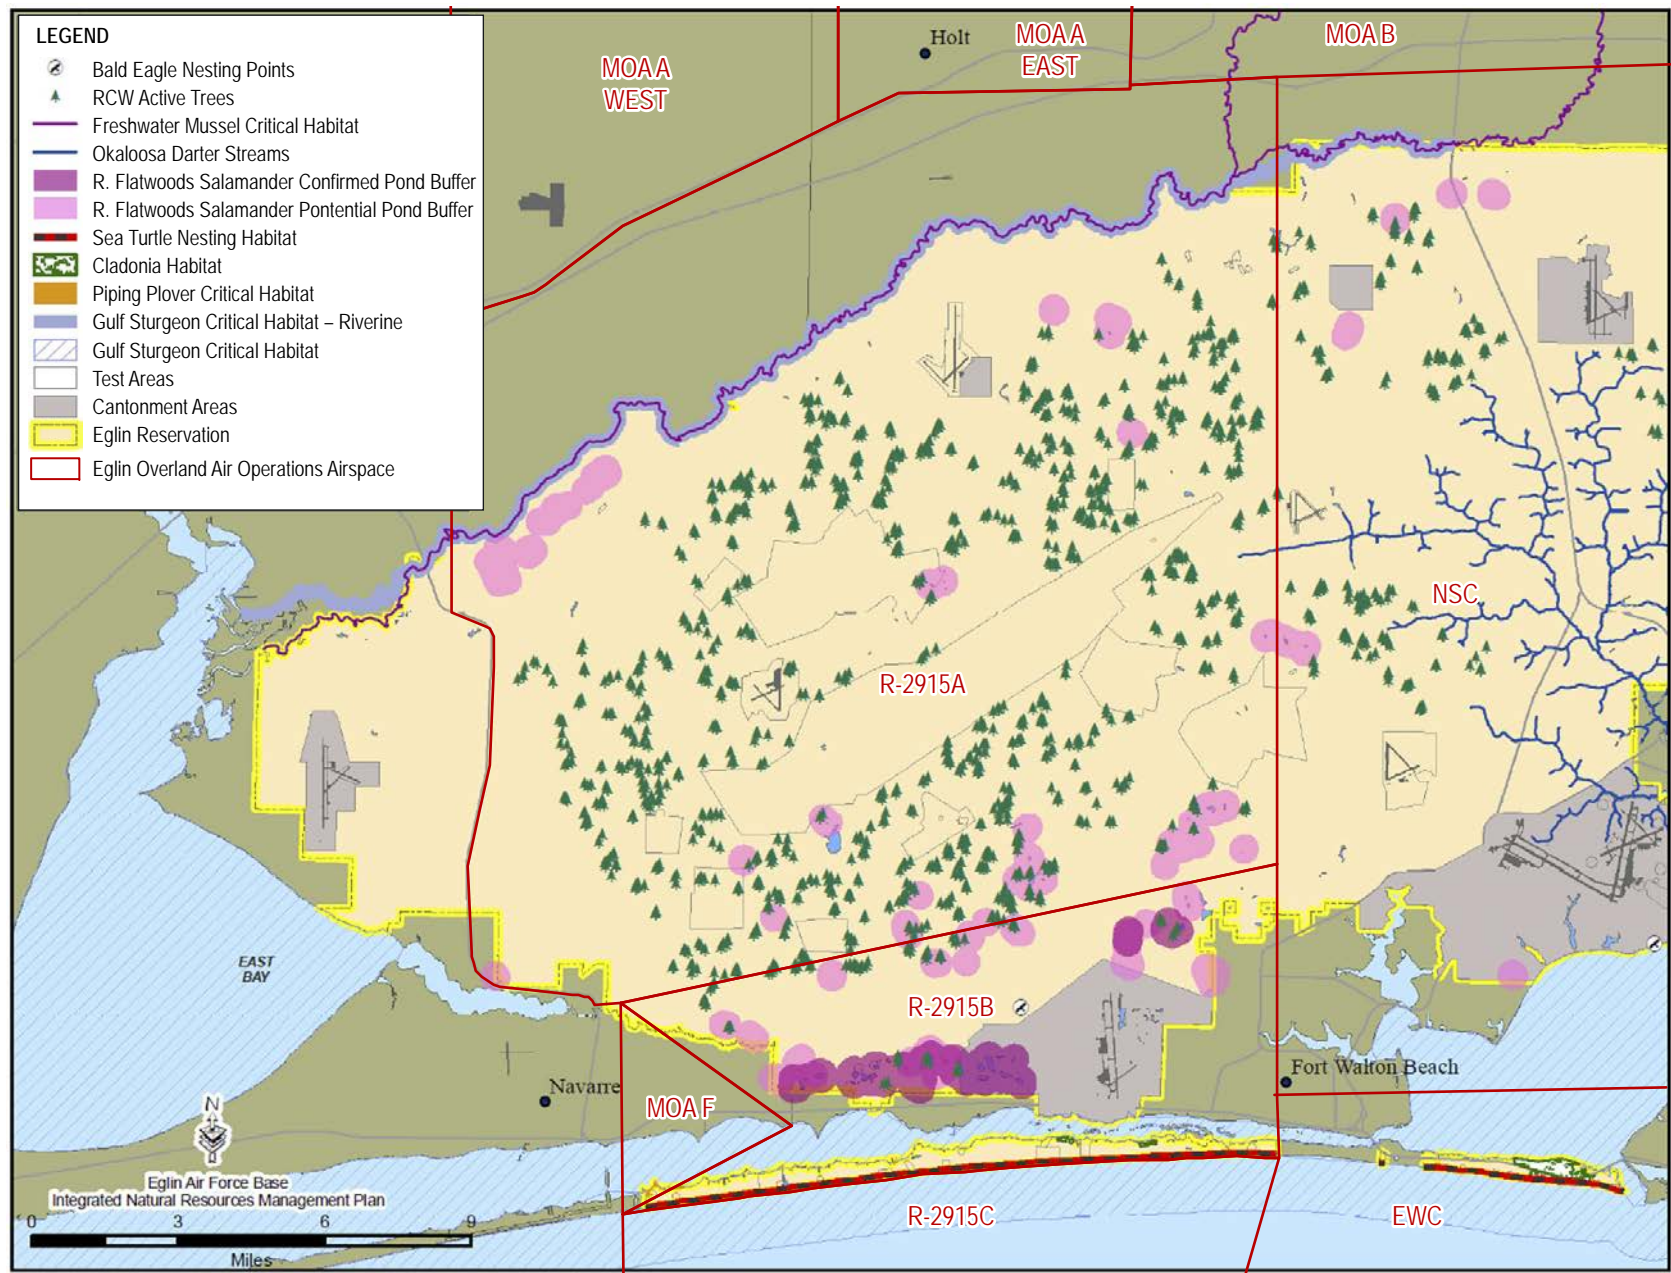 LEGEND
Bald Eagle Nesting Points
RCW Active Trees
Freshwater Mussel Critical Habitat
Okaloosa Darter Streams
R. Flatwoods Salamander Confirmed Pond Buffer
R. Flatwoods Salamander Pontential Pond Buffer
Sea Turtle Nesting Habitat
Cladonia Habitat
Piping Plover Critical Habitat
Gulf Sturgeon Critical Habitat – Riverine
Gulf Sturgeon Critical Habitat
Test Areas
Cantonment Areas
Eglin Reservation
Eglin Overland Air Operations Airspace
MOA A
WEST
Holt
MOA A
EAST
MOA B
NSC
R-2915A
EAST
BAY
R-2915B
Navarre
MOA F
Fort Walton Beach
R-2915C
EWC
N
Eglin Air Force Base
Integrated Natural Resources Management Plan
0 3 6 9
Miles